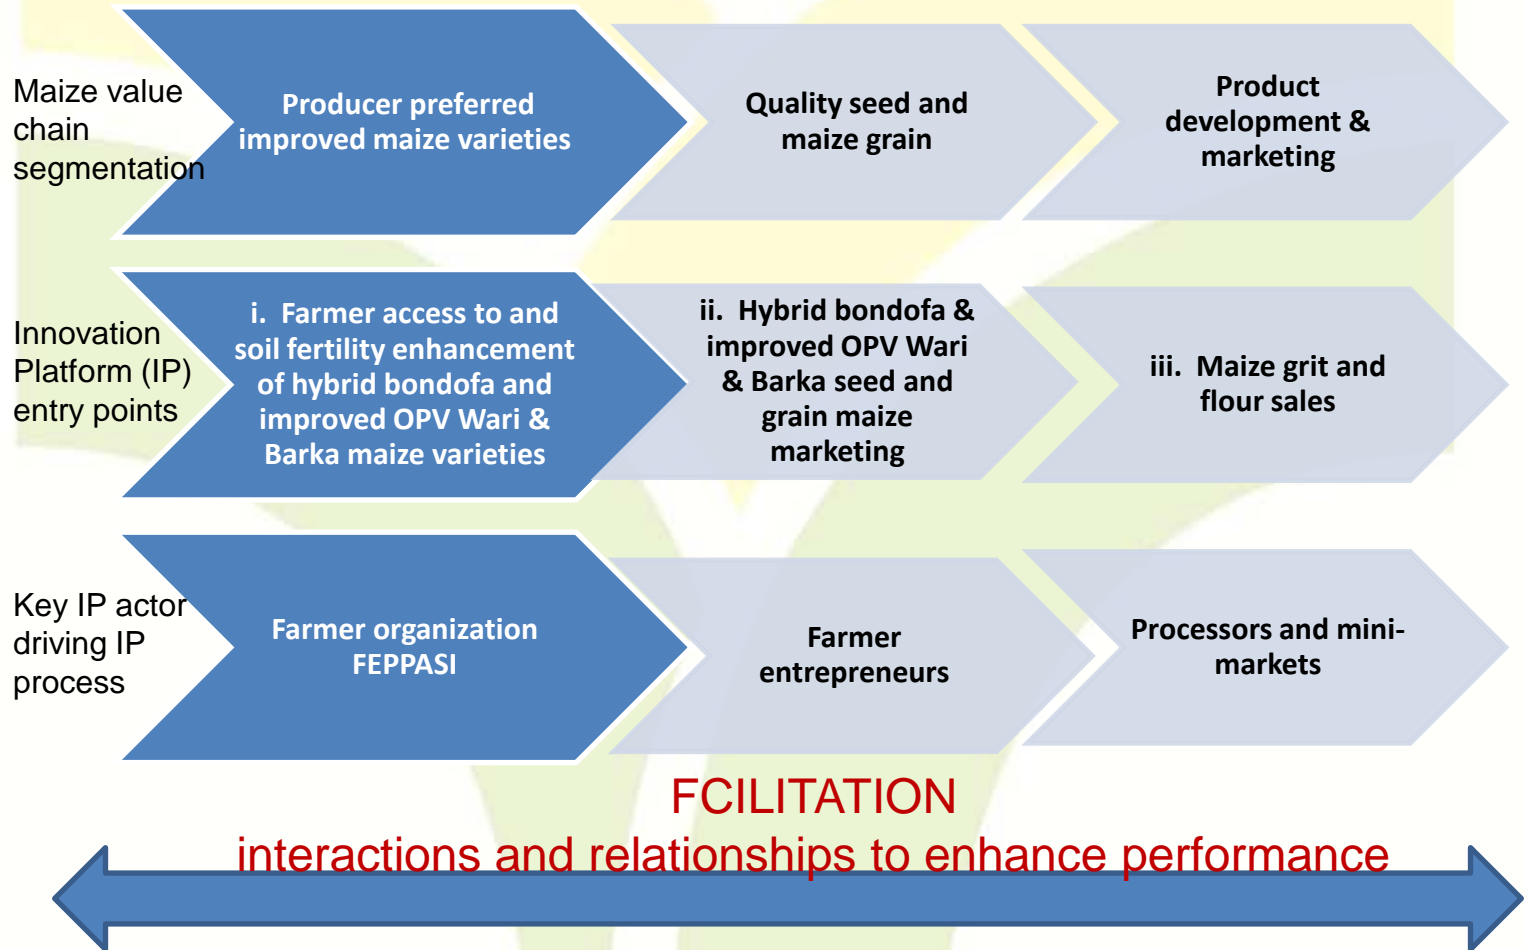 Maize value
chain
segmentation
Producer preferred
improved maize varieties
Quality seed and
maize grain
Product
development &
marketing
Innovation
Platform (IP)
entry points
i.  Farmer access to and
soil fertility enhancement
of hybrid bondofa and
improved OPV Wari &
Barka maize varieties
ii.  Hybrid bondofa &
improved OPV Wari
& Barka seed and
grain maize
marketing
iii.  Maize grit and
flour sales
Key IP actor
driving IP
process
Farmer organization
FEPPASI
Farmer
entrepreneurs
Processors and mini-
markets
FCILITATION
interactions and relationships to enhance performance